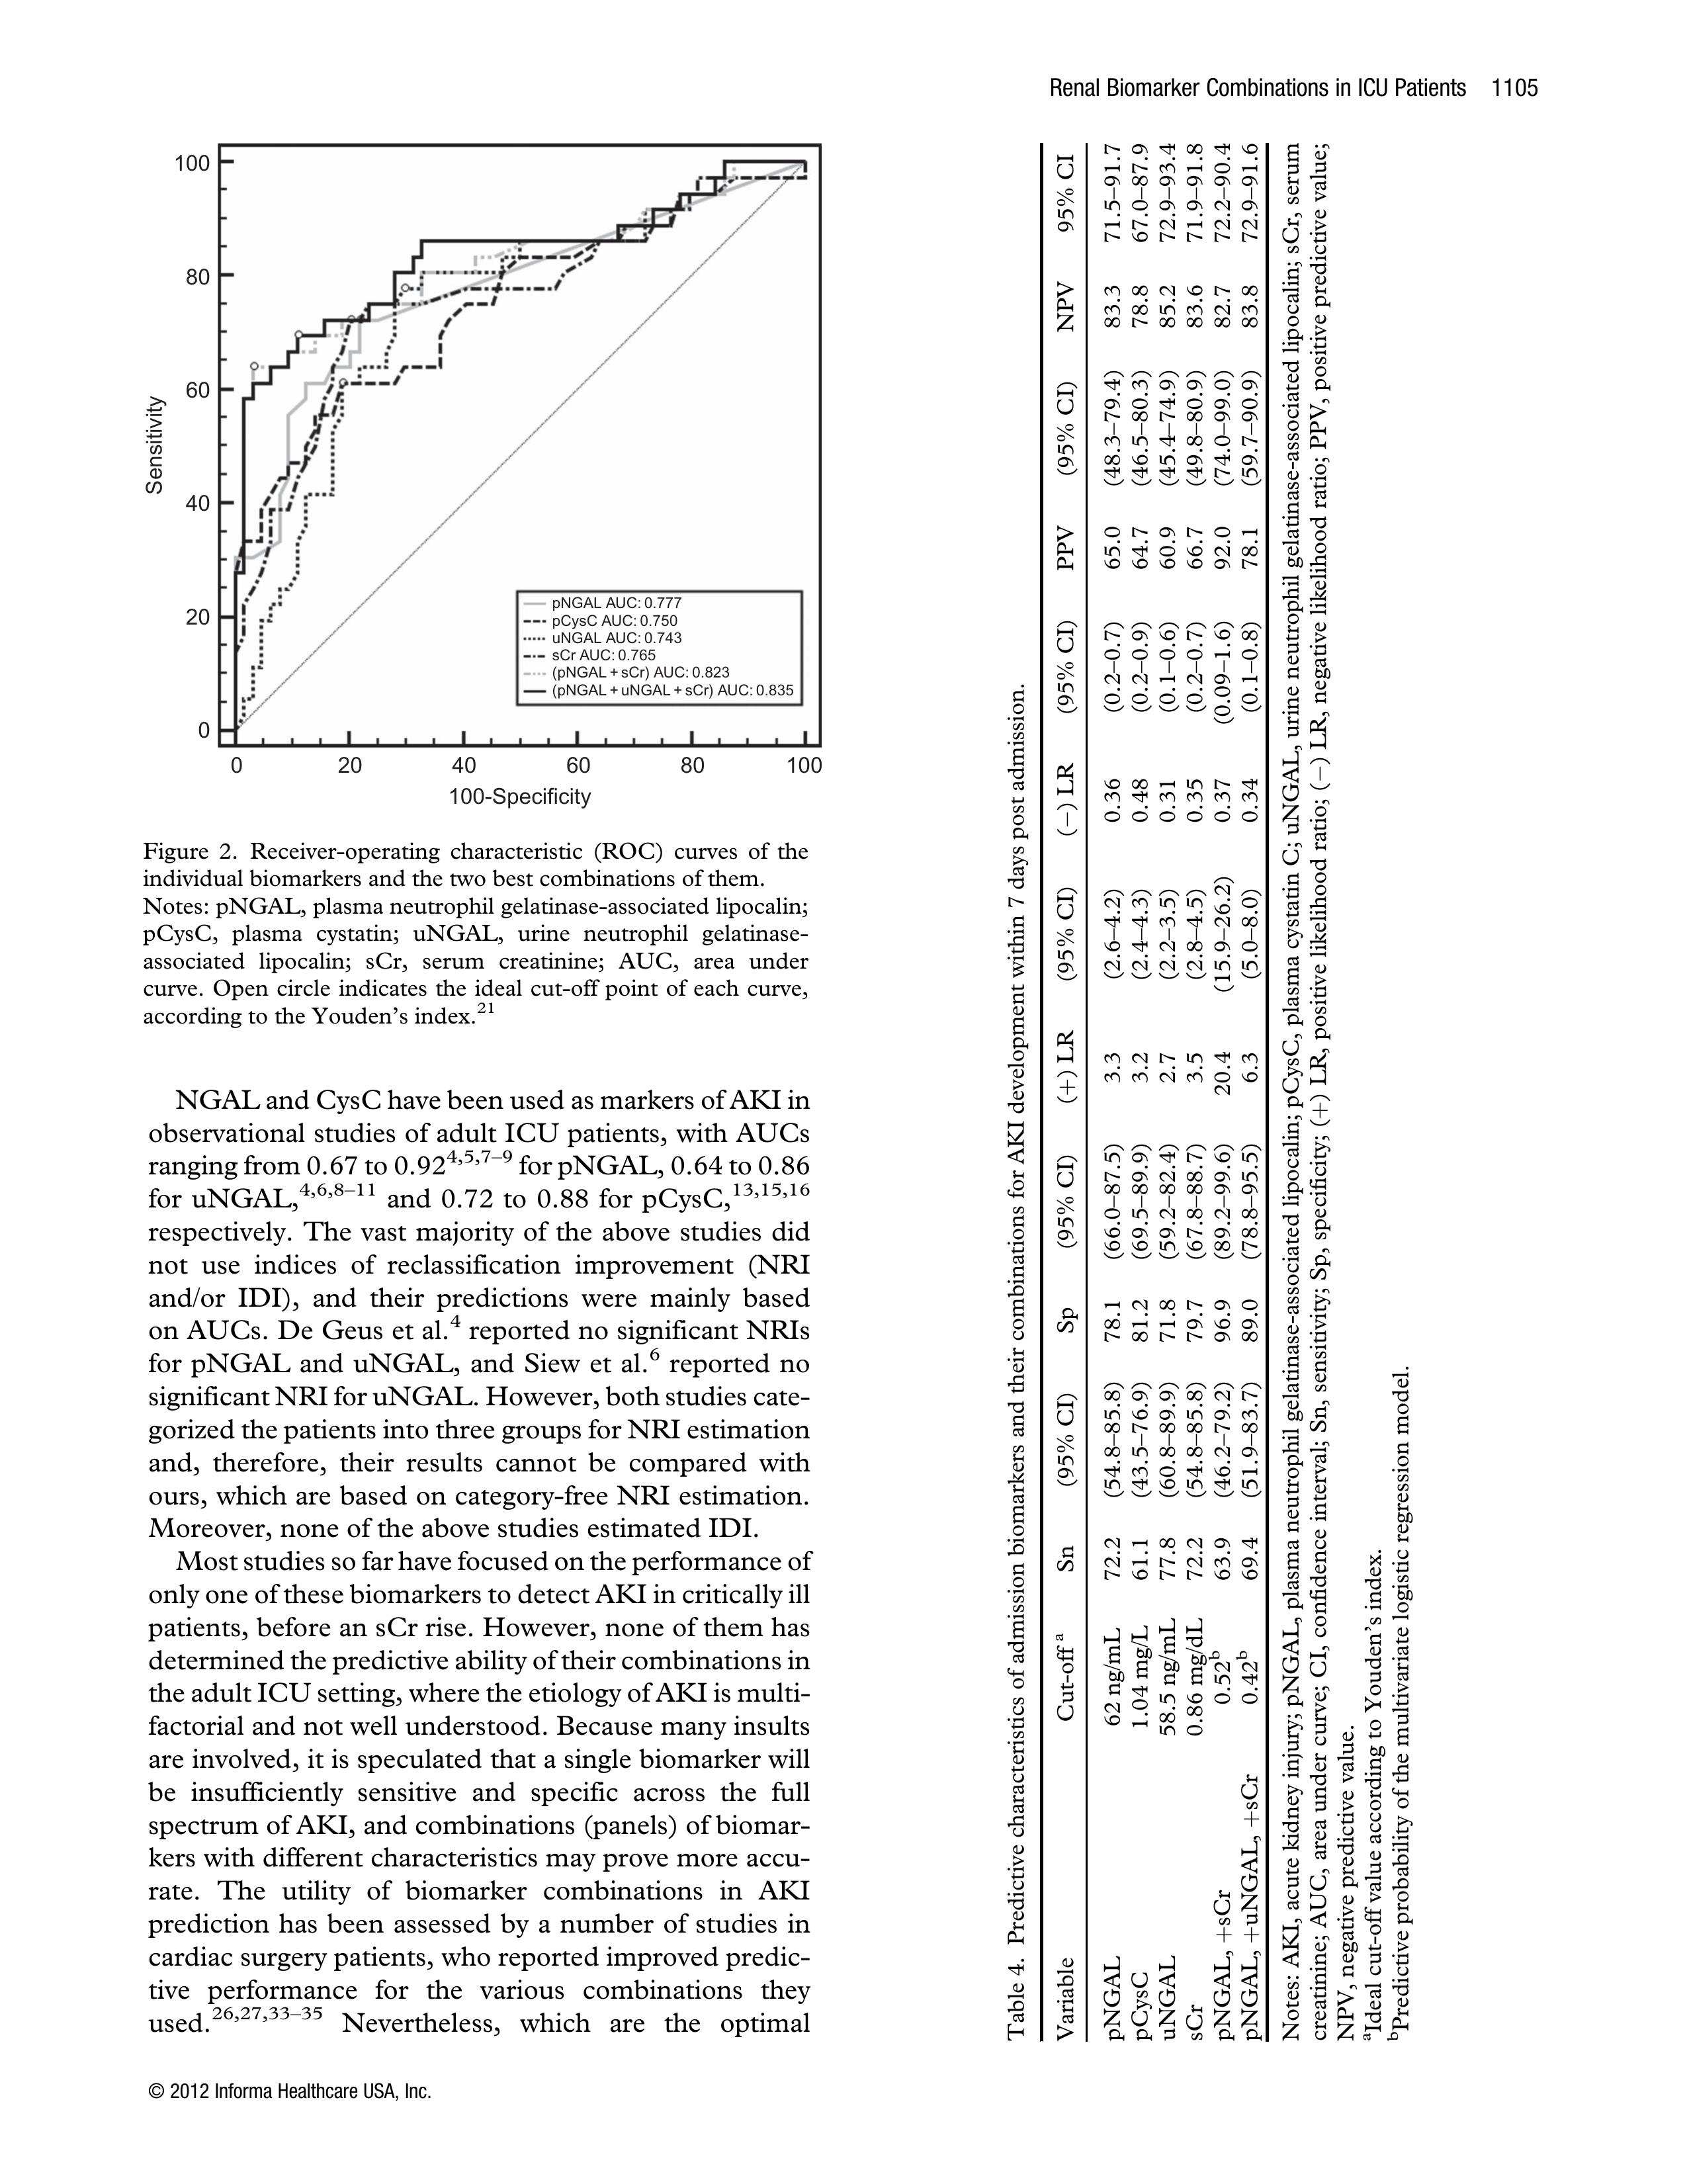 Renal Biomarker Combinations in ICU Patients 1105
100
80
60
40
20
0
Sensitivity
0 20 40 60 80 100
100-Specificity
pNGAL AUC: 0.777
pCysC AUC: 0.750
uNGAL AUC: 0.743
sCr AUC: 0.765
(pNGAL + sCr) AUC: 0.823
(pNGAL + uNGAL + sCr) AUC: 0.835
Figure 2. Receiver-operating characteristic (ROC) curves of the
individual biomarkers and the two best combinations of them.
Notes: pNGAL, plasma neutrophil gelatinase-associated lipocalin;
pCysC, plasma cystatin; uNGAL, urine neutrophil gelatinase-
associated lipocalin; sCr, serum creatinine; AUC, area under
curve. Open circle indicates the ideal cut-off point of each curve,
according to the Youden's index.21
NGAL and CysC have been used as markers of AKI in
observational studies of adult ICU patients, with AUCs
ranging from 0.67 to 0.924,5,7–9 for pNGAL, 0.64 to 0.86
for uNGAL,4,6,8–11 and 0.72 to 0.88 for pCysC,13,15,16
respectively. The vast majority of the above studies did
not use indices of reclassification improvement (NRI
and/or IDI), and their predictions were mainly based
on AUCs. De Geus et al.4 reported no significant NRIs
for pNGAL and uNGAL, and Siew et al.6 reported no
significant NRI for uNGAL. However, both studies cate-
gorized the patients into three groups for NRI estimation
and, therefore, their results cannot be compared with
ours, which are based on category-free NRI estimation.
Moreover, none of the above studies estimated IDI.
Most studies so far have focused on the performance of
only one of these biomarkers to detect AKI in critically ill
patients, before an sCr rise. However, none of them has
determined the predictive ability of their combinations in
the adult ICU setting, where the etiology of AKI is multi-
factorial and not well understood. Because many insults
are involved, it is speculated that a single biomarker will
be insufficiently sensitive and specific across the full
spectrum of AKI, and combinations (panels) of biomar-
kers with different characteristics may prove more accu-
rate. The utility of biomarker combinations in AKI
prediction has been assessed by a number of studies in
cardiac surgery patients, who reported improved predic-
tive performance for the various combinations they
used.26,27,33–35 Nevertheless, which are the optimal
Table 4. Predictive characteristics of admission biomarkers and their combinations for AKI development within 7 days post admission.
Variable Cut-off a Sn (95% CI) Sp (95% CI) (+) LR (95% CI) (−) LR (95% CI) PPV (95% CI) NPV 95% CI
pNGAL 62 ng/mL 72.2 (54.8–85.8) 78.1 (66.0–87.5) 3.3 (2.6–4.2) 0.36 (0.2–0.7) 65.0 (48.3–79.4) 83.3 71.5–91.7
pCysC 1.04 mg/L 61.1 (43.5–76.9) 81.2 (69.5–89.9) 3.2 (2.4–4.3) 0.48 (0.2–0.9) 64.7 (46.5–80.3) 78.8 67.0–87.9
uNGAL 58.5 ng/mL 77.8 (60.8–89.9) 71.8 (59.2–82.4) 2.7 (2.2–3.5) 0.31 (0.1–0.6) 60.9 (45.4–74.9) 85.2 72.9–93.4
sCr 0.86 mg/dL 72.2 (54.8–85.8) 79.7 (67.8–88.7) 3.5 (2.8–4.5) 0.35 (0.2–0.7) 66.7 (49.8–80.9) 83.6 71.9–91.8
pNGAL, +sCr 0.52b 63.9 (46.2–79.2) 96.9 (89.2–99.6) 20.4 (15.9–26.2) 0.37 (0.09–1.6) 92.0 (74.0–99.0) 82.7 72.2–90.4
pNGAL, +uNGAL, +sCr 0.42b 69.4 (51.9–83.7) 89.0 (78.8–95.5) 6.3 (5.0–8.0) 0.34 (0.1–0.8) 78.1 (59.7–90.9) 83.8 72.9–91.6
Notes: AKI, acute kidney injury; pNGAL, plasma neutrophil gelatinase-associated lipocalin; pCysC, plasma cystatin C; uNGAL, urine neutrophil gelatinase-associated lipocalin; sCr, serum
creatinine; AUC, area under curve; CI, confidence interval; Sn, sensitivity; Sp, specificity; (+) LR, positive likelihood ratio; (−) LR, negative likelihood ratio; PPV, positive predictive value;
NPV, negative predictive value.
aIdeal cut-off value according to Youden's index.
bPredictive probability of the multivariate logistic regression model.
© 2012 Informa Healthcare USA, Inc.